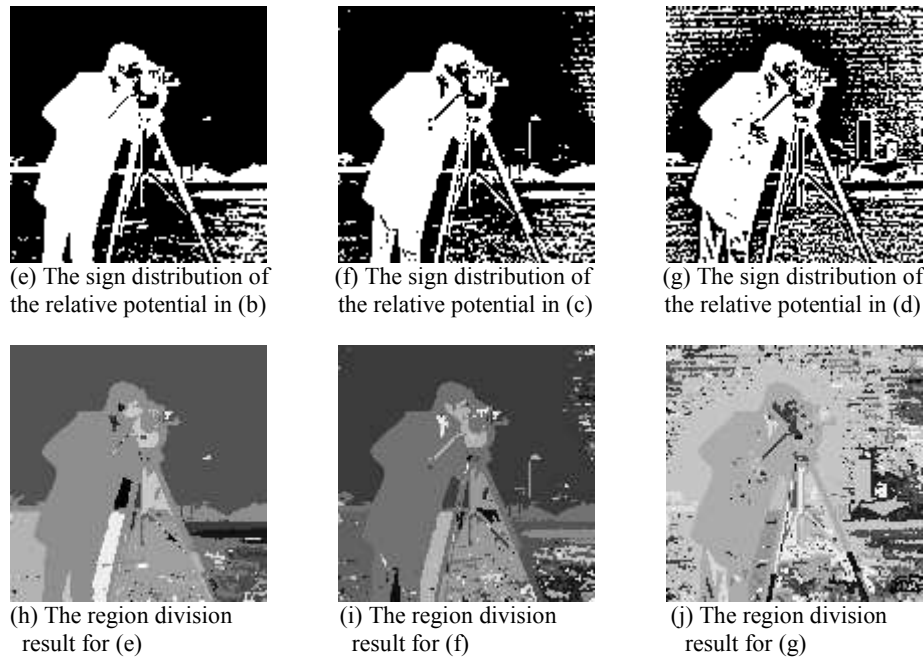 (e) The sign distribution of
the relative potential in (b)
(f) The sign distribution of
the relative potential in (c)
(g) The sign distribution of
the relative potential in (d)
(h) The region division
result for (e)
(i) The region division
result for (f)
(j) The region division
result for (g)